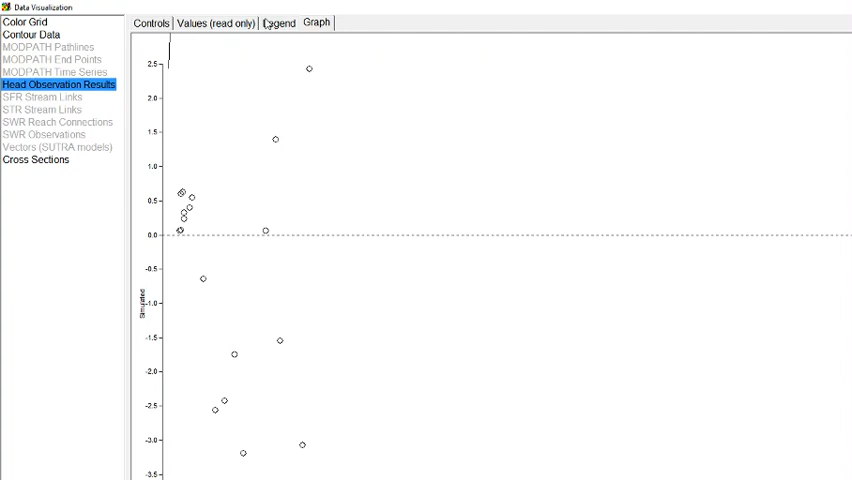 Data Visualization
Color Grid
Contour Data
MODPATH Pathlines
MODPATH End Points
MODPATH Time Series
Head Observation Results
SFR Stream Links
STR Stream Links
SWR Reach Connections
SWR Observations
Vectors (SUTRA models)
Cross Sections
Controls Values (read only) Legend Graph
2.5
2.0
1.5
1.0
0.5
0.0
-0.5
-1.0
-1.5
-2.0
-2.5
-3.0
-3.5
Simulated